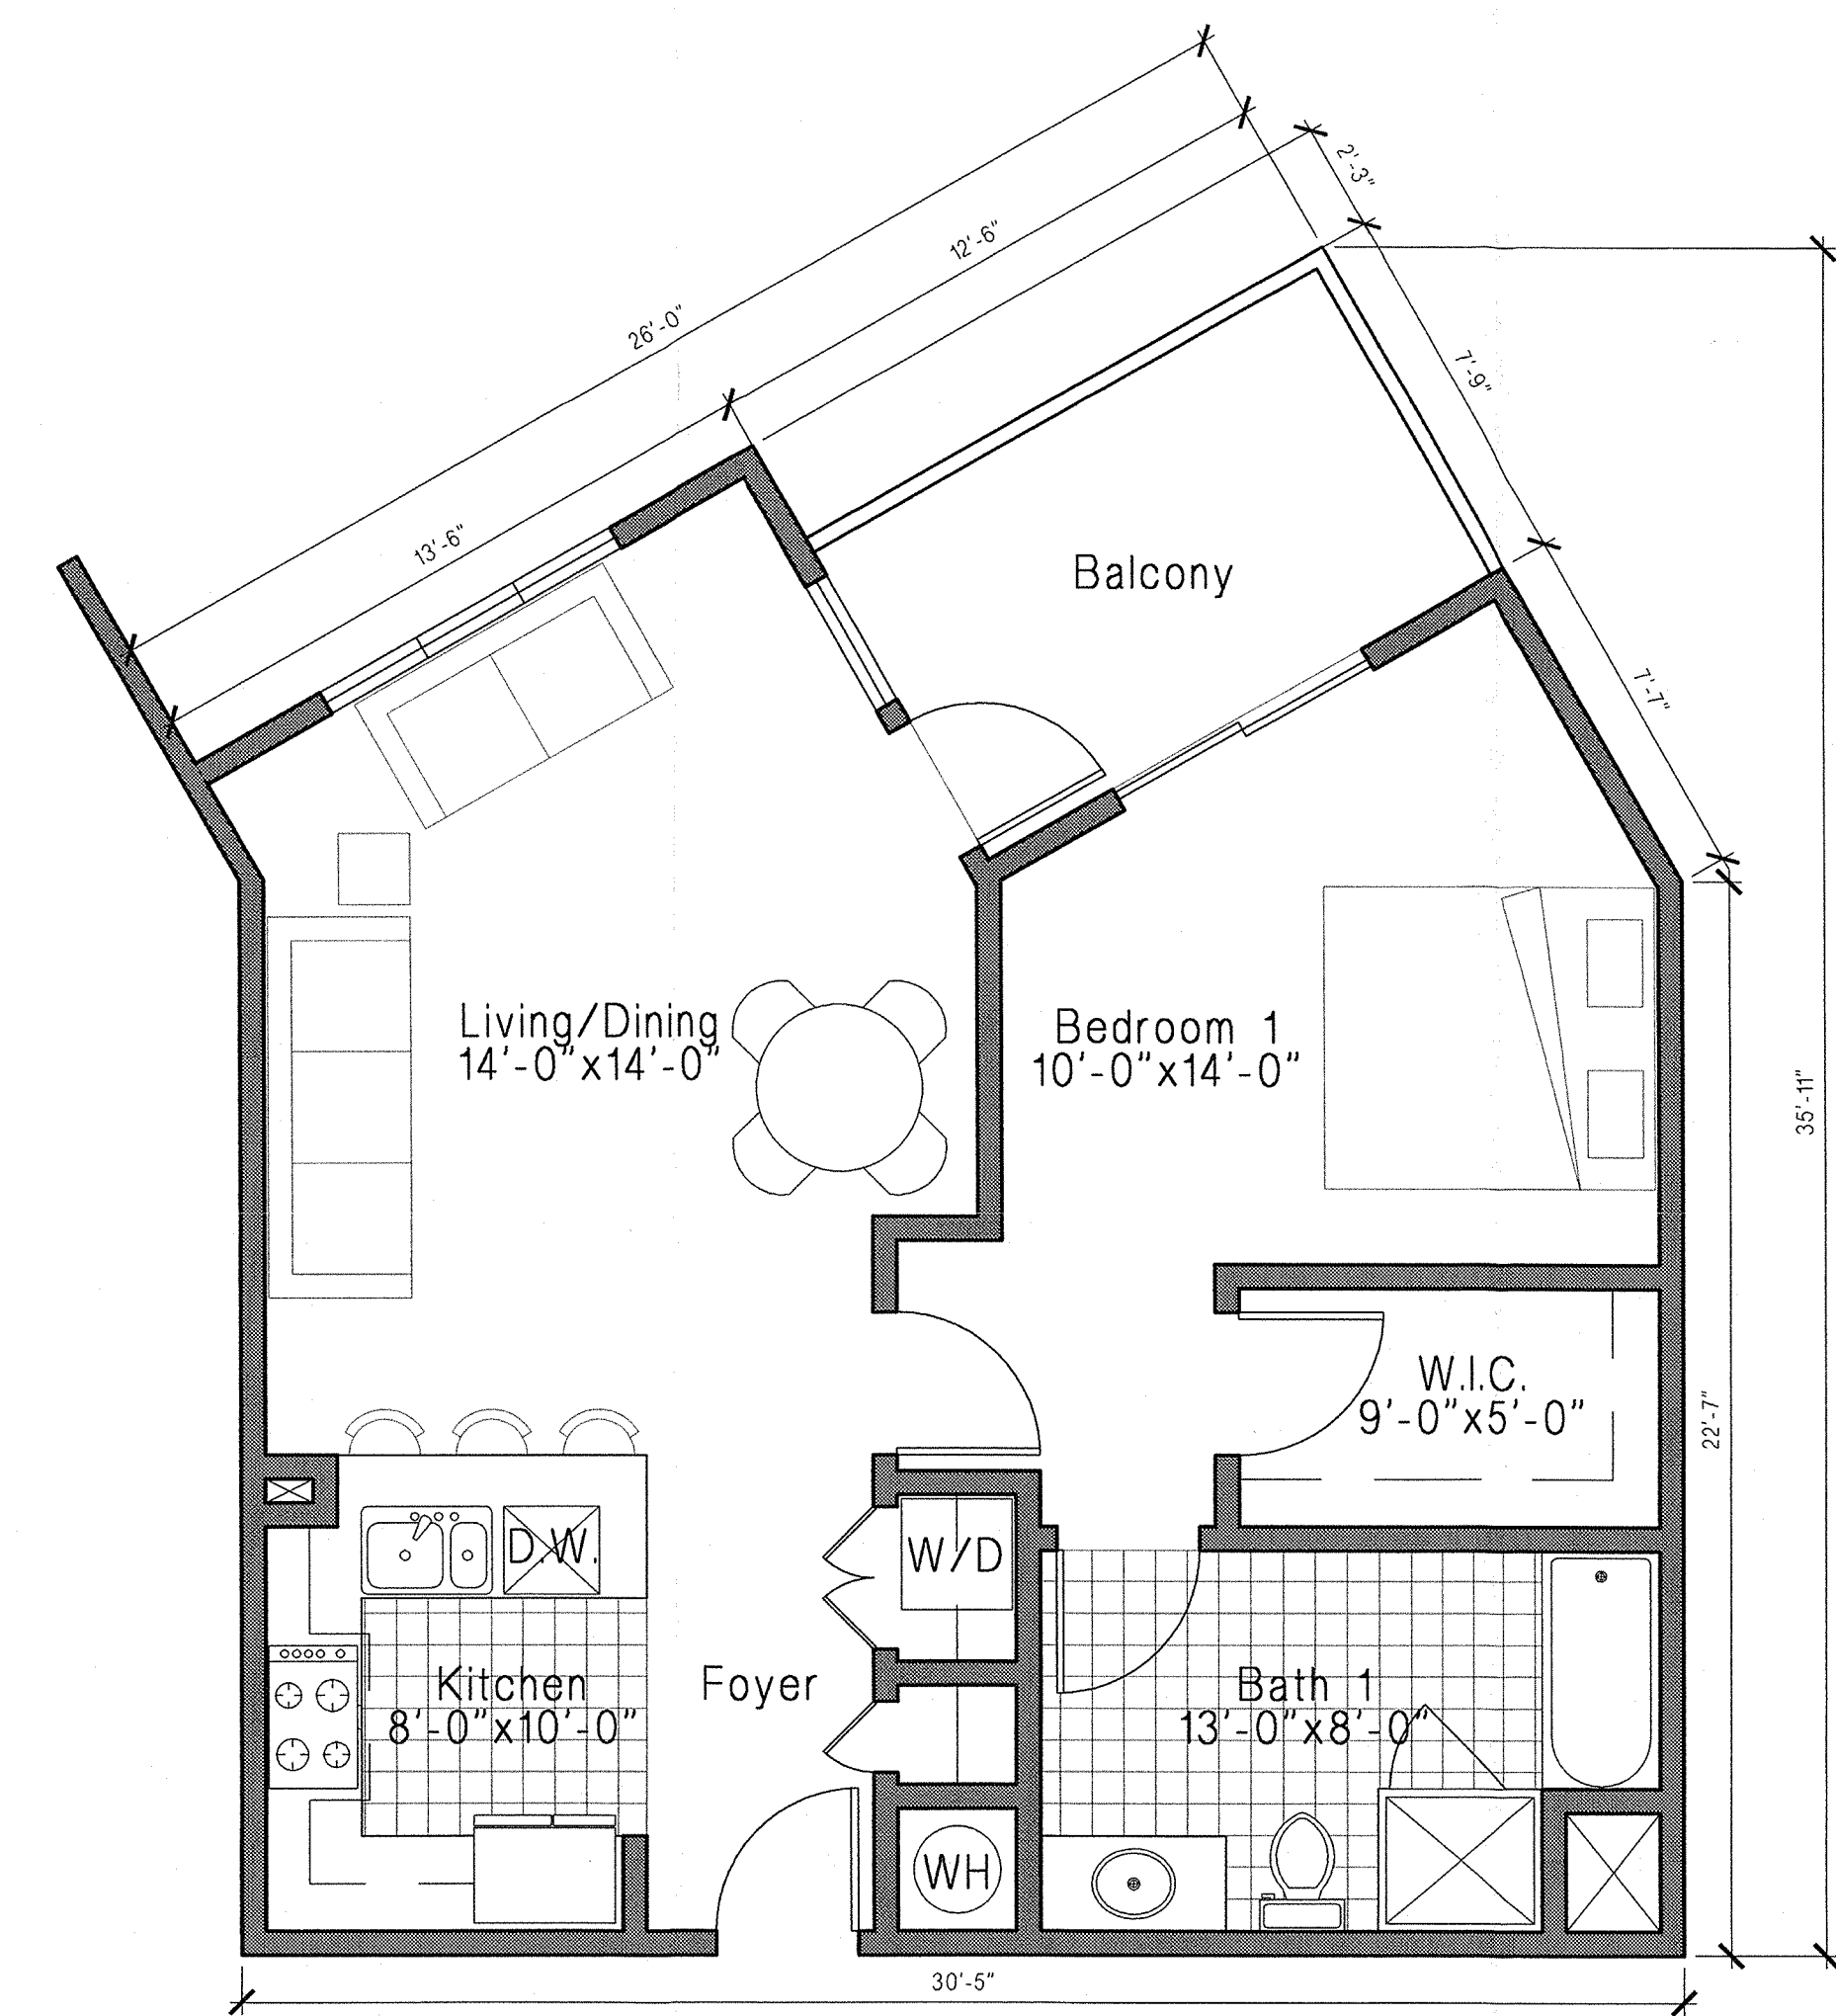 2'-3"
12'-6"
26'-0"
7'-9"
13'-6"
Balcony
7'-7"
Living/Dining
14'-0"x14'-0"
Bedroom 1
10'-0"x14'-0"
35'-11"
W.I.C.
9'-0"x5'-0"
22'-7"
D.W.
W/D
Kitchen
8'-0"x10'-0"
Foyer
Bath 1
13'-0"x8'-0"
WH
30'-5"